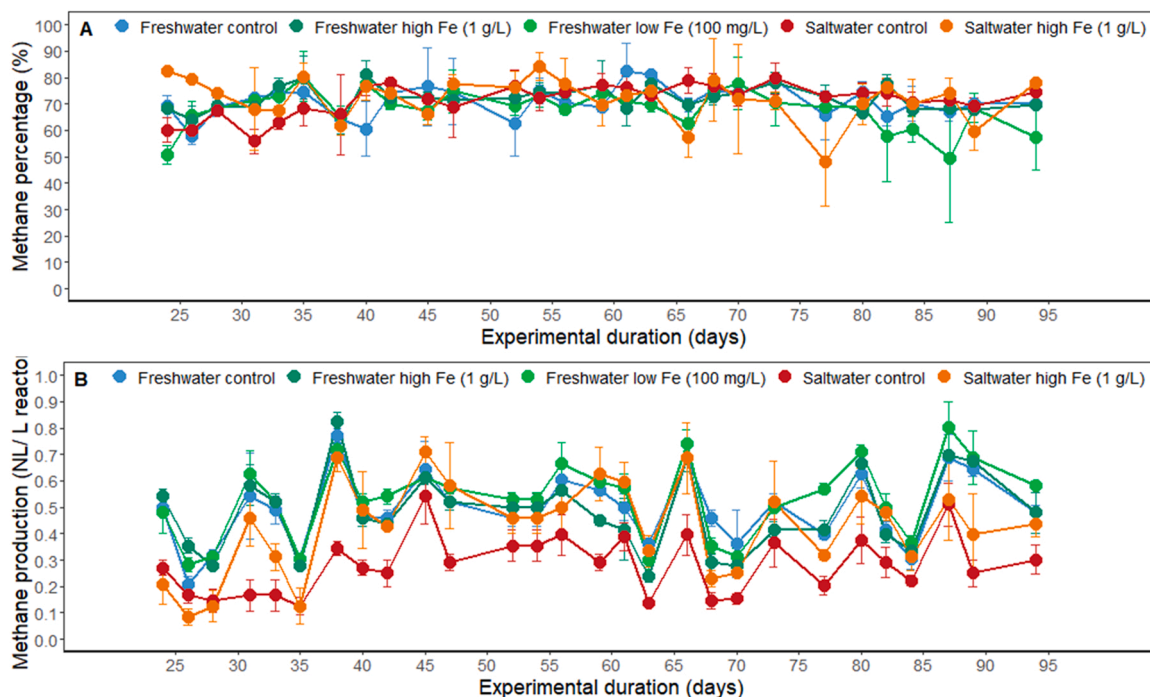 A Freshwater control Freshwater high Fe (1 g/L) Freshwater low Fe (100 mg/L) Saltwater control Saltwater high Fe (1 g/L)
Methane percentage (%)
100
90
80
70
60
50
40
30
20
10
0
25 30 35 40 45 50 55 60 65 70 75 80 85 90 95
Experimental duration (days)
B Freshwater control Freshwater high Fe (1 g/L) Freshwater low Fe (100 mg/L) Saltwater control Saltwater high Fe (1 g/L)
Methane production (NL/ L reactor
1.0
0.9
0.8
0.7
0.6
0.5
0.4
0.3
0.2
0.1
0.0
25 30 35 40 45 50 55 60 65 70 75 80 85 90 95
Experimental duration (days)